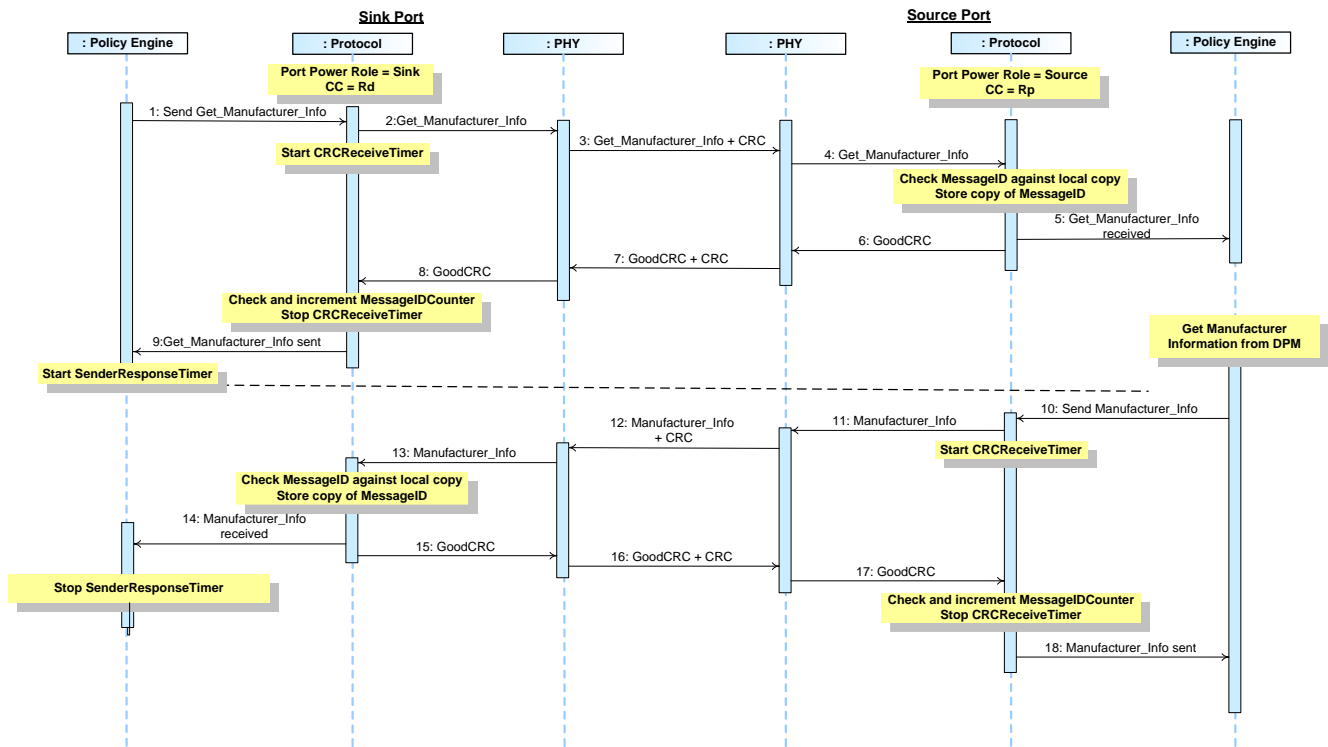 Sink Port
Source Port
: Policy Engine
: Protocol
: PHY
: PHY
: Protocol
: Policy Engine
Port Power Role = Sink
CC = Rd
Port Power Role = Source
CC = Rp
1: Send Get_Manufacturer_Info
2:Get_Manufacturer_Info
Start CRCReceiveTimer
3: Get_Manufacturer_Info + CRC
4: Get_Manufacturer_Info
Check MessageID against local copy
Store copy of MessageID
5: Get_Manufacturer_Info
received
6: GoodCRC
7: GoodCRC + CRC
8: GoodCRC
Check and increment MessageIDCounter
Stop CRCReceiveTimer
9:Get_Manufacturer_Info sent
Start SenderResponseTimer
Get Manufacturer
Information from DPM
10: Send Manufacturer_Info
11: Manufacturer_Info
Start CRCReceiveTimer
12: Manufacturer_Info
+ CRC
13: Manufacturer_Info
Check MessageID against local copy
Store copy of MessageID
14: Manufacturer_Info
received
15: GoodCRC
16: GoodCRC + CRC
17: GoodCRC
Stop SenderResponseTimer
Check and increment MessageIDCounter
Stop CRCReceiveTimer
18: Manufacturer_Info sent